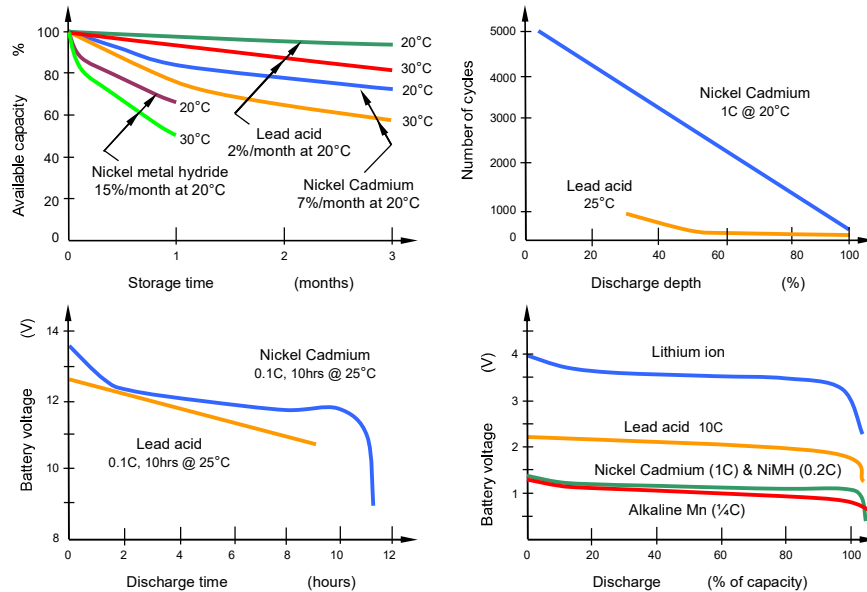 %
Available capacity
100
80
60
40
20
0
0
1
2
3
Storage time (months)
20°C
30°C
20°C
30°C
20°C
30°C
Lead acid
2%/month at 20°C
Nickel metal hydride
15%/month at 20°C
Nickel Cadmium
7%/month at 20°C
Number of cycles
5000
4000
3000
2000
1000
0
0
20
40
60
80
100
Discharge depth (%)
Nickel Cadmium
1C @ 20°C
Lead acid
25°C
(V)
Battery voltage
14
12
10
8
0
2
4
6
8
10
12
Discharge time (hours)
Nickel Cadmium
0.1C, 10hrs @ 25°C
Lead acid
0.1C, 10hrs @ 25°C
(V)
Battery voltage
4
3
2
1
0
20
40
60
80
100
Discharge (% of capacity)
Lithium ion
Lead acid 10C
Nickel Cadmium (1C) & NiMH (0.2C)
Alkaline Mn (¼C)